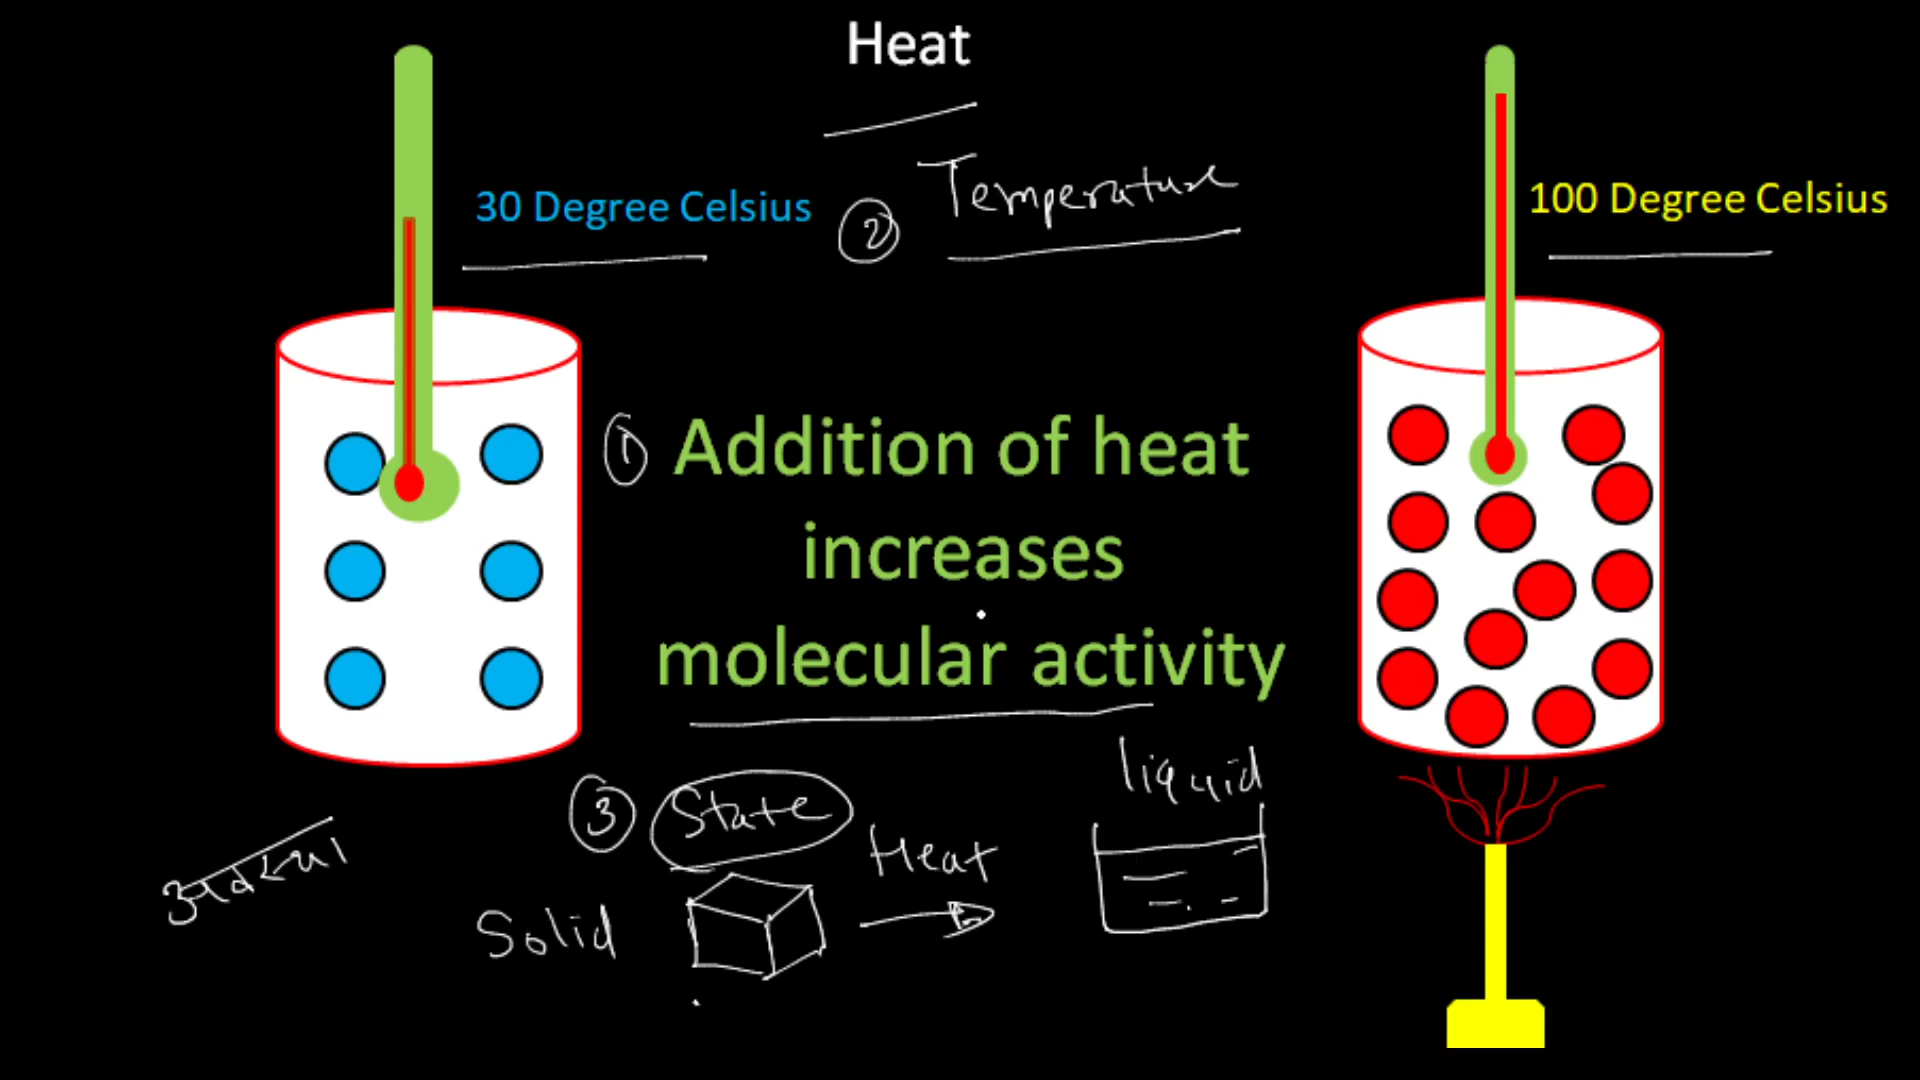 Heat
② Temperature
30 Degree Celsius
100 Degree Celsius
① Addition of heat
increases
molecular activity
③ State
liquid
Heat
अवस्था
Solid